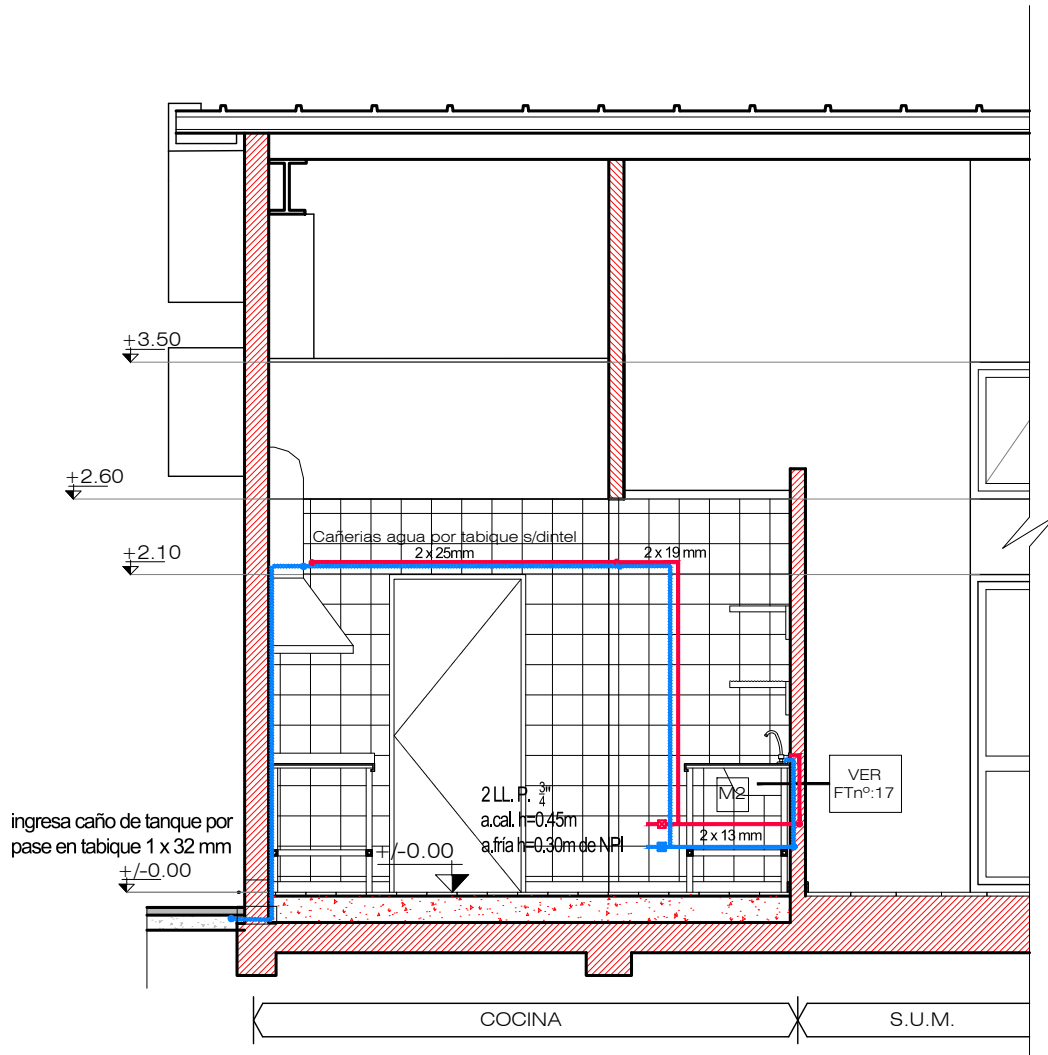 +3.50
+2.60
Cañerias agua por tabique s/dintel
2 x 25mm
2 x 19 mm
+2.10
VER
FTnº:17
M2
2 LL. P. 3/4"
a.cal. h=0.45m
a.fría h=0.30m de NPI
2 x 13 mm
ingresa caño de tanque por
pase en tabique 1 x 32 mm
+/-0.00
+/-0.00
COCINA
S.U.M.